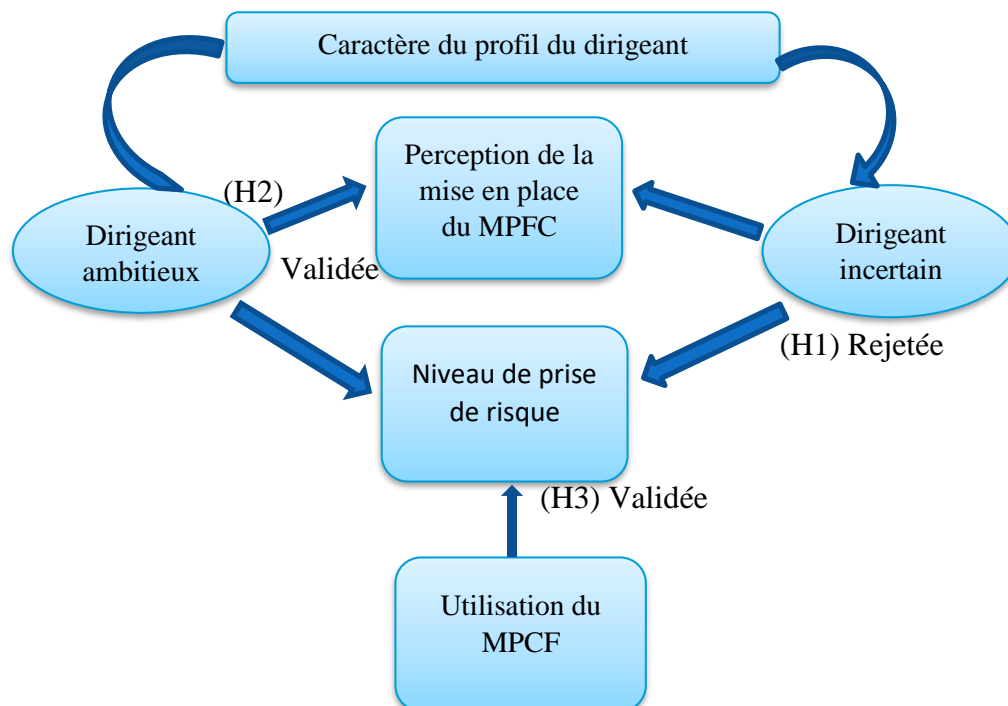 Caractère du profil du dirigeant
Perception de la
mise en place
du MPFC
(H2)
Validée
Dirigeant
ambitieux
Dirigeant
incertain
(H1) Rejetée
Niveau de prise
de risque
(H3) Validée
Utilisation du
MPCF